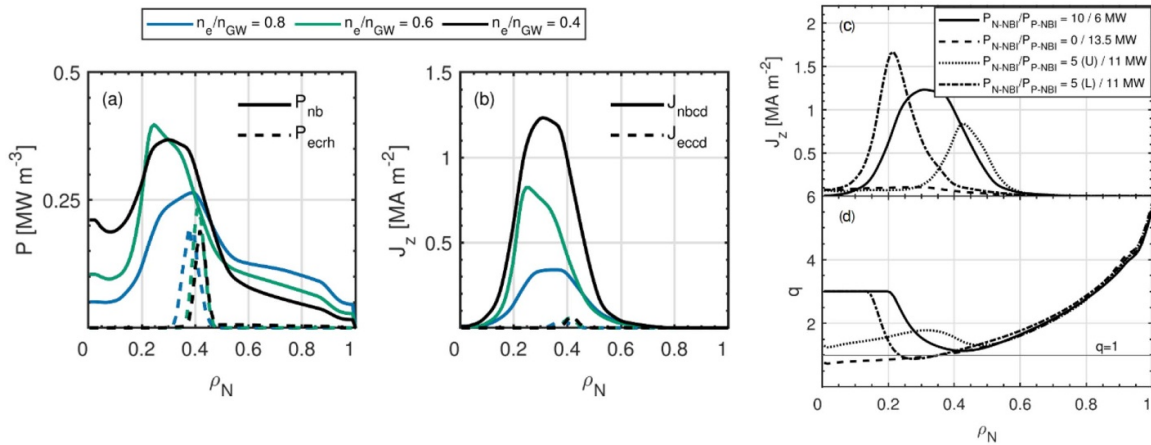 n_e/n_GW = 0.8 n_e/n_GW = 0.6 n_e/n_GW = 0.4
(a)
P_nb
P_ecrh
P [MW m^-3]
0.5
0.25
0 0.2 0.4 0.6 0.8 1
ρ_N
(b)
J_nbcd
J_eccd
J_z [MA m^-2]
1.5
1
0.5
0
0 0.2 0.4 0.6 0.8 1
ρ_N
(c)
P_N-NBI/P_P-NBI = 10 / 6 MW
P_N-NBI/P_P-NBI = 0 / 13.5 MW
P_N-NBI/P_P-NBI = 5 (U) / 11 MW
P_N-NBI/P_P-NBI = 5 (L) / 11 MW
J_z [MA m^-2]
2
1.5
1
0.5
(d)
q
6
4
2
q=1
0 0.2 0.4 0.6 0.8 1
ρ_N